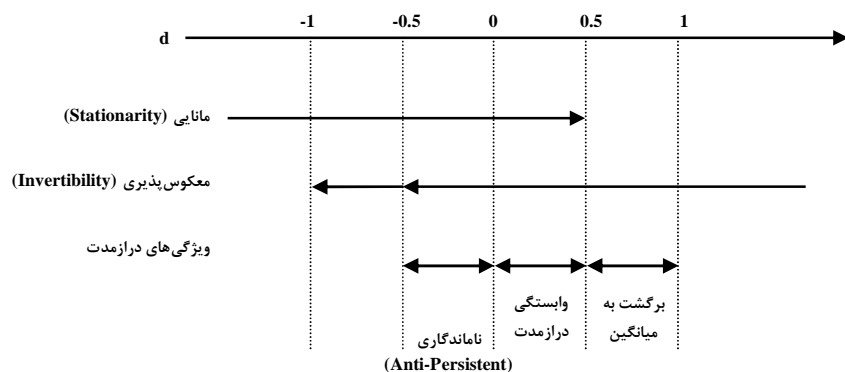 -1 -0.5 0 0.5 1
d
مانایی (Stationarity)
معکوس‌پذیری (Invertibility)
ویژگی‌های درازمدت
برگشت به
میانگین
وابستگی
درازمدت
ناماندگاری
(Anti-Persistent)